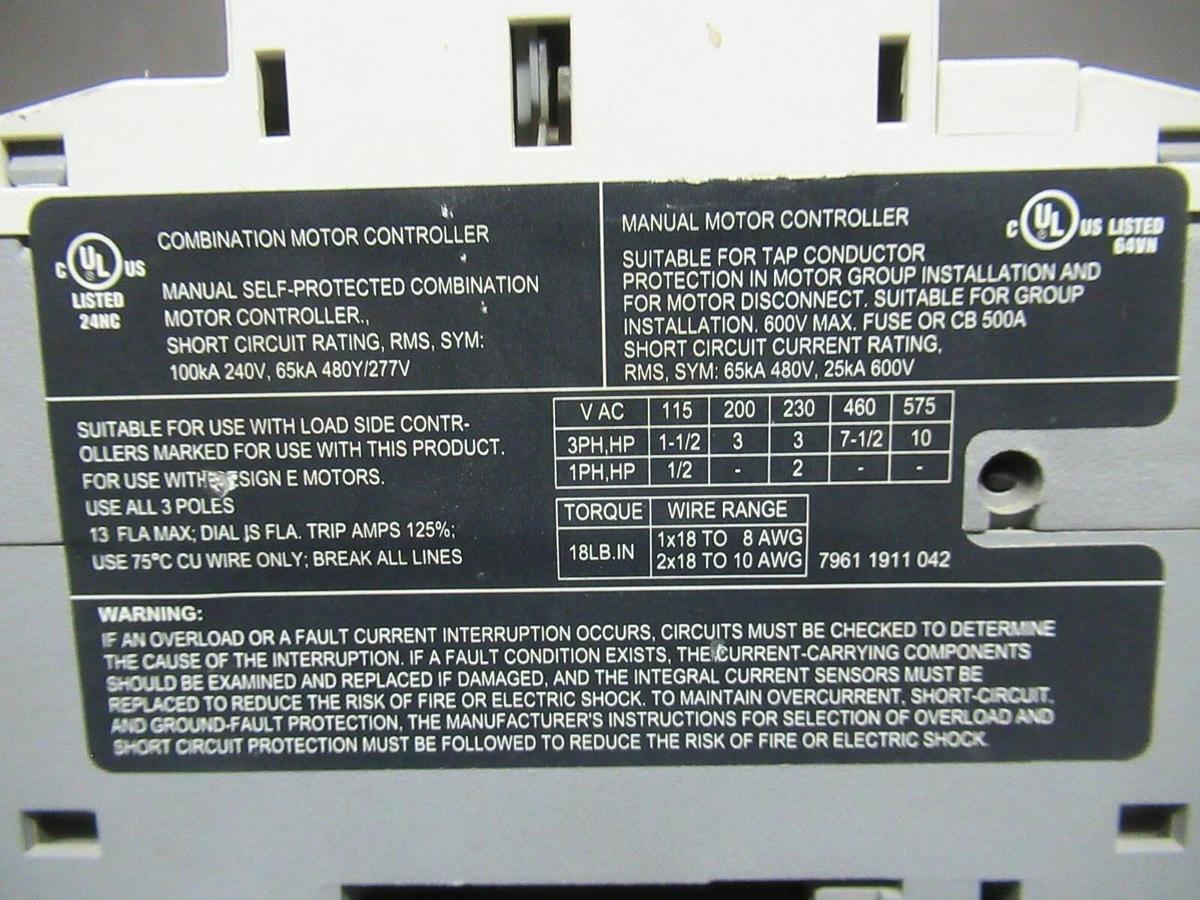 C UL US
LISTED
24NC
COMBINATION MOTOR CONTROLLER
MANUAL SELF-PROTECTED COMBINATION
MOTOR CONTROLLER.,
SHORT CIRCUIT RATING, RMS, SYM:
100kA 240V, 65kA 480Y/277V
MANUAL MOTOR CONTROLLER
C UL US LISTED
64VN
SUITABLE FOR TAP CONDUCTOR
PROTECTION IN MOTOR GROUP INSTALLATION AND
FOR MOTOR DISCONNECT. SUITABLE FOR GROUP
INSTALLATION. 600V MAX. FUSE OR CB 500A
SHORT CIRCUIT CURRENT RATING,
RMS, SYM: 65kA 480V, 25kA 600V
SUITABLE FOR USE WITH LOAD SIDE CONTR-
OLLERS MARKED FOR USE WITH THIS PRODUCT.
FOR USE WITH DESIGN E MOTORS.
USE ALL 3 POLES
13 FLA MAX; DIAL IS FLA. TRIP AMPS 125%;
USE 75°C CU WIRE ONLY; BREAK ALL LINES
V AC 115 200 230 460 575
3PH,HP 1-1/2 3 3 7-1/2 10
1PH,HP 1/2 - 2 - -
TORQUE WIRE RANGE
18LB.IN 1x18 TO 8 AWG
2x18 TO 10 AWG
7961 1911 042
WARNING:
IF AN OVERLOAD OR A FAULT CURRENT INTERRUPTION OCCURS, CIRCUITS MUST BE CHECKED TO DETERMINE
THE CAUSE OF THE INTERRUPTION. IF A FAULT CONDITION EXISTS, THE CURRENT-CARRYING COMPONENTS
SHOULD BE EXAMINED AND REPLACED IF DAMAGED, AND THE INTEGRAL CURRENT SENSORS MUST BE
REPLACED TO REDUCE THE RISK OF FIRE OR ELECTRIC SHOCK. TO MAINTAIN OVERCURRENT, SHORT-CIRCUIT,
AND GROUND-FAULT PROTECTION, THE MANUFACTURER'S INSTRUCTIONS FOR SELECTION OF OVERLOAD AND
SHORT CIRCUIT PROTECTION MUST BE FOLLOWED TO REDUCE THE RISK OF FIRE OR ELECTRIC SHOCK.